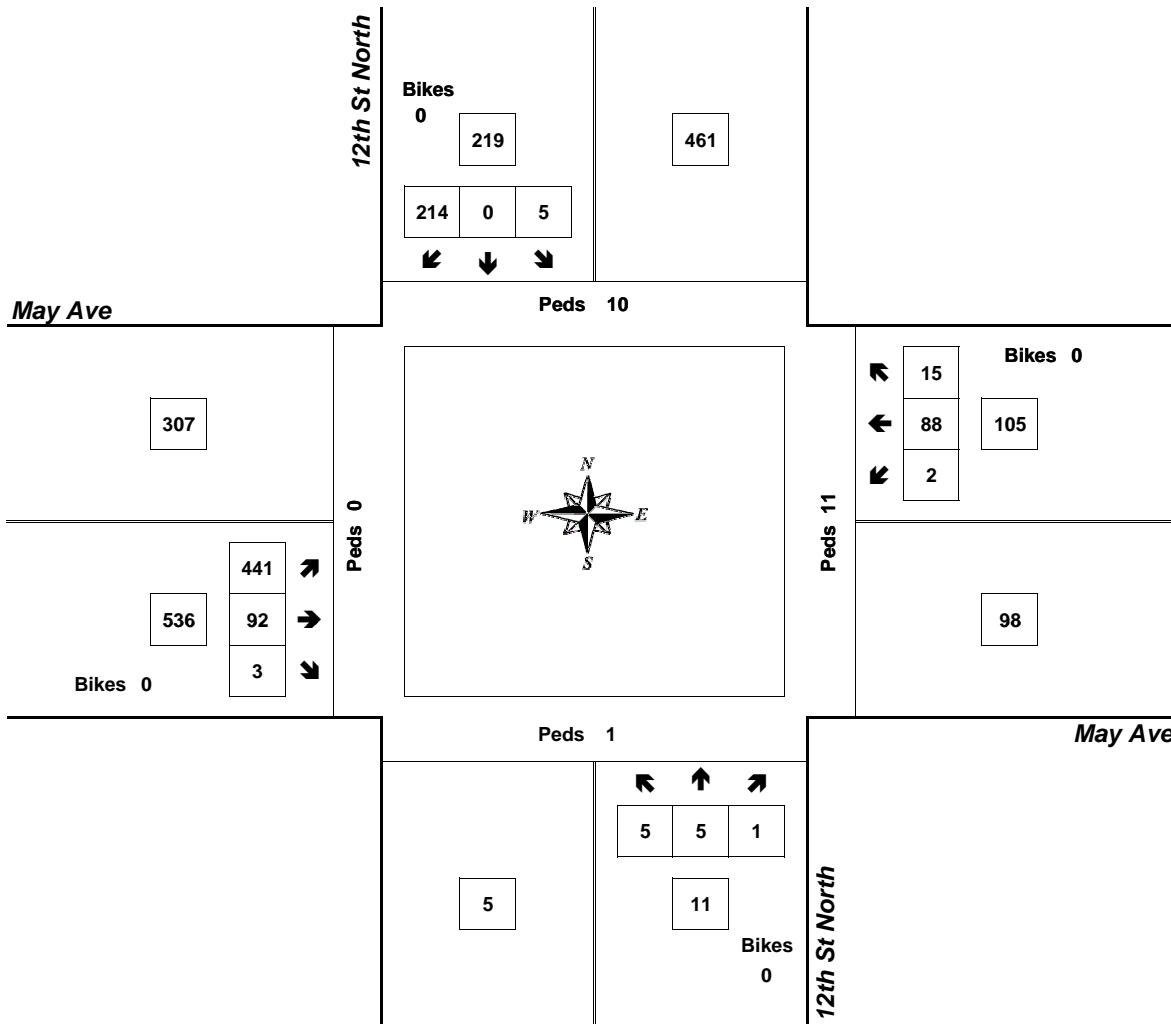 12th St North
Bikes
0
219
461
214 0 5
May Ave
Peds 10
Bikes 0
15
307
88 105
2
N
W E
S
Peds 0
Peds 11
441
536 92
98
3
Bikes 0
Peds 1
May Ave
5 5 1
5
11
Bikes
0
12th St North